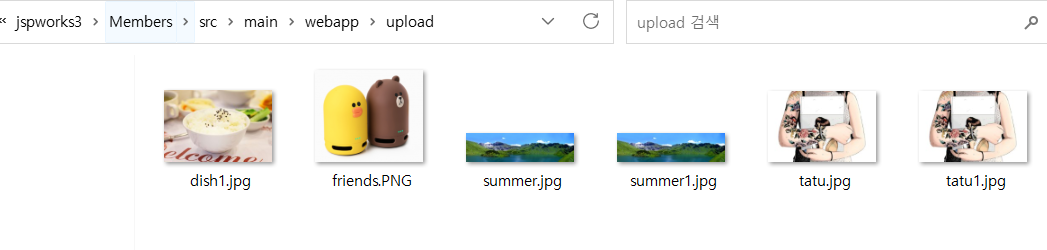 « jspworks3 > Members > src > main > webapp > upload
upload 검색
Welcome
dish1.jpg
friends.PNG
summer.jpg
summer1.jpg
tatu.jpg
tatu1.jpg